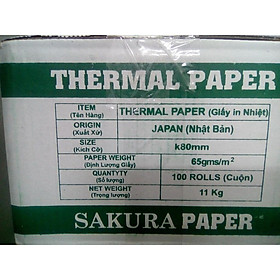 THERMAL PAPER
ITEM THERMAL PAPER (Giấy in Nhiệt)
(Tên Hàng)
ORIGIN JAPAN (Nhật Bản)
(Xuất Xứ)
SIZE k80mm
(Kích Cỡ)
PAPER WEIGHT 65gms/m²
(Định Lượng Giấy)
QUANTYTY 100 ROLLS (Cuộn)
(Số lượng)
NET WEIGHT 11 Kg
(Trọng lượng)
SAKURA PAPER